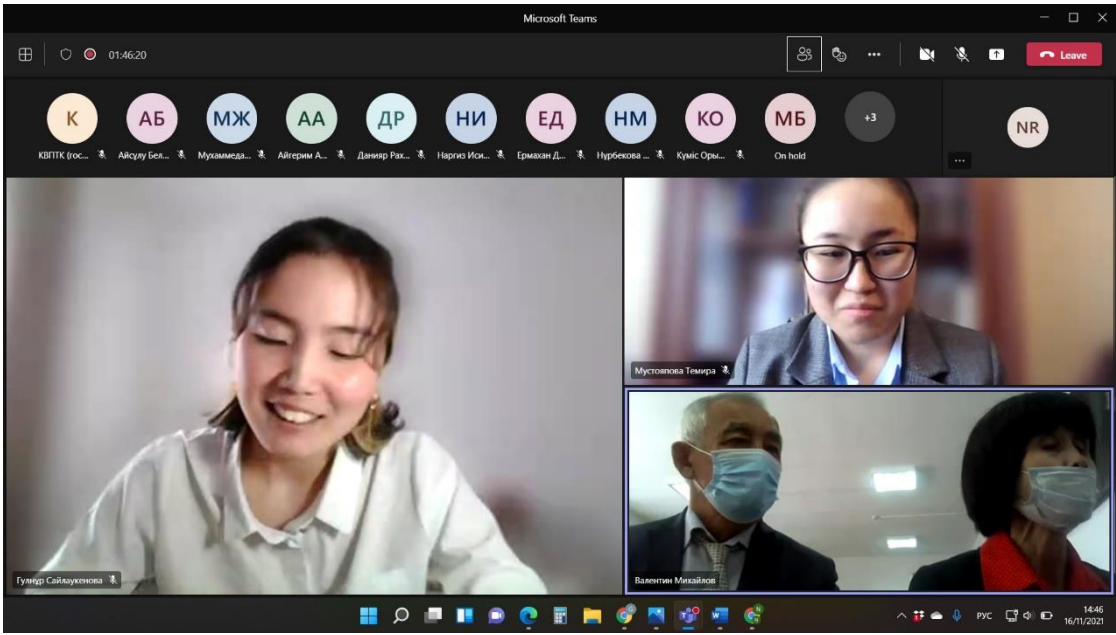 Microsoft Teams
01:46:20
Leave
К
АБ
МЖ
АА
ДР
НИ
ЕД
НМ
КО
МБ
+3
NR
КВПТК (гос...
Айсұлу Бел...
Мухаммеда...
Айгерим А...
Данияр Рах...
Наргиз Иси...
Ермахан Д...
Нурбекова ...
Күміс Оры...
On hold
Мустояпова Темира
Гулнұр Сайлаукенова
Валентин Михайлов
РУС
14:46
16/11/2021